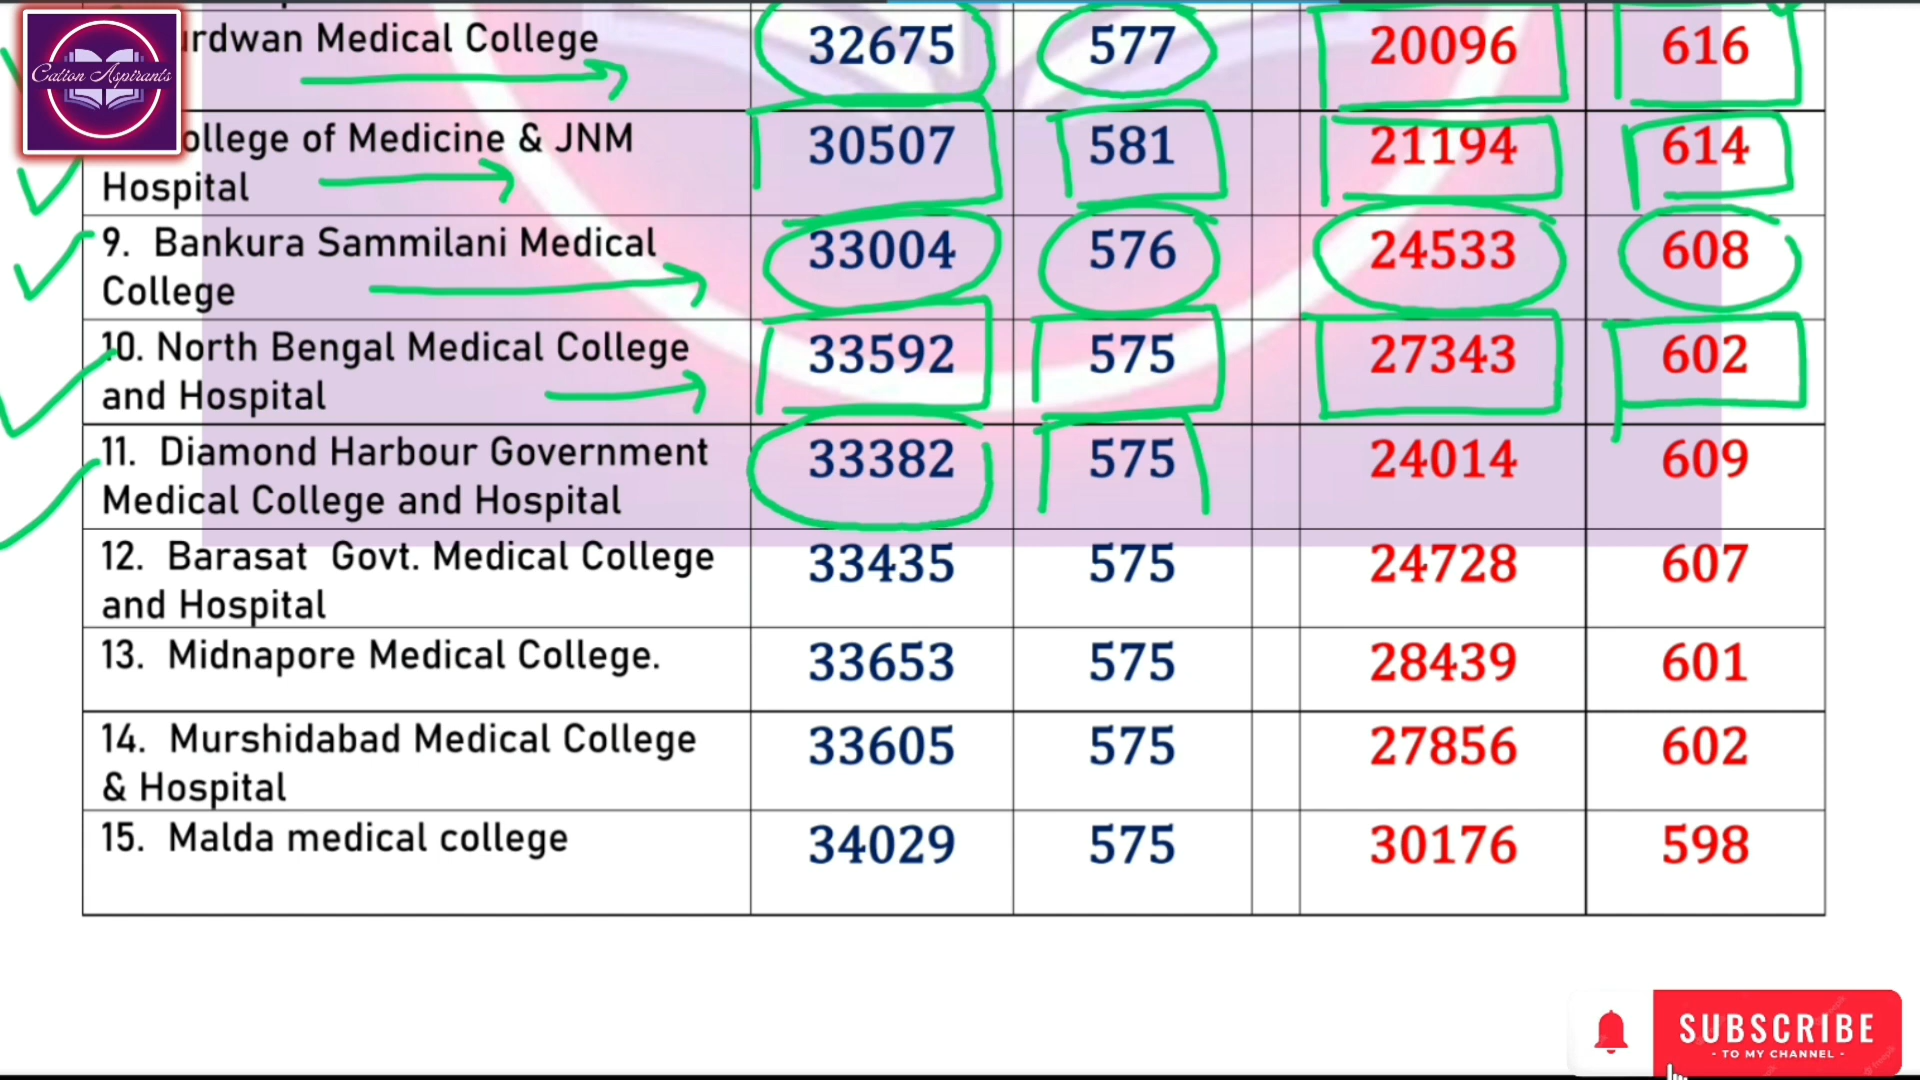 Cation Aspirants
Medical College 32675 577 20096 616
of Medicine & JNM 30507 581 21194 614
Hospital
9. Bankura Sammilani Medical 33004 576 24533 608
College
10. North Bengal Medical College 33592 575 27343 602
and Hospital
11. Diamond Harbour Government 33382 575 24014 609
Medical College and Hospital
12. Barasat Govt. Medical College 33435 575 24728 607
and Hospital
13. Midnapore Medical College. 33653 575 28439 601
14. Murshidabad Medical College 33605 575 27856 602
& Hospital
15. Malda medical college 34029 575 30176 598
SUBSCRIBE
- TO MY CHANNEL -